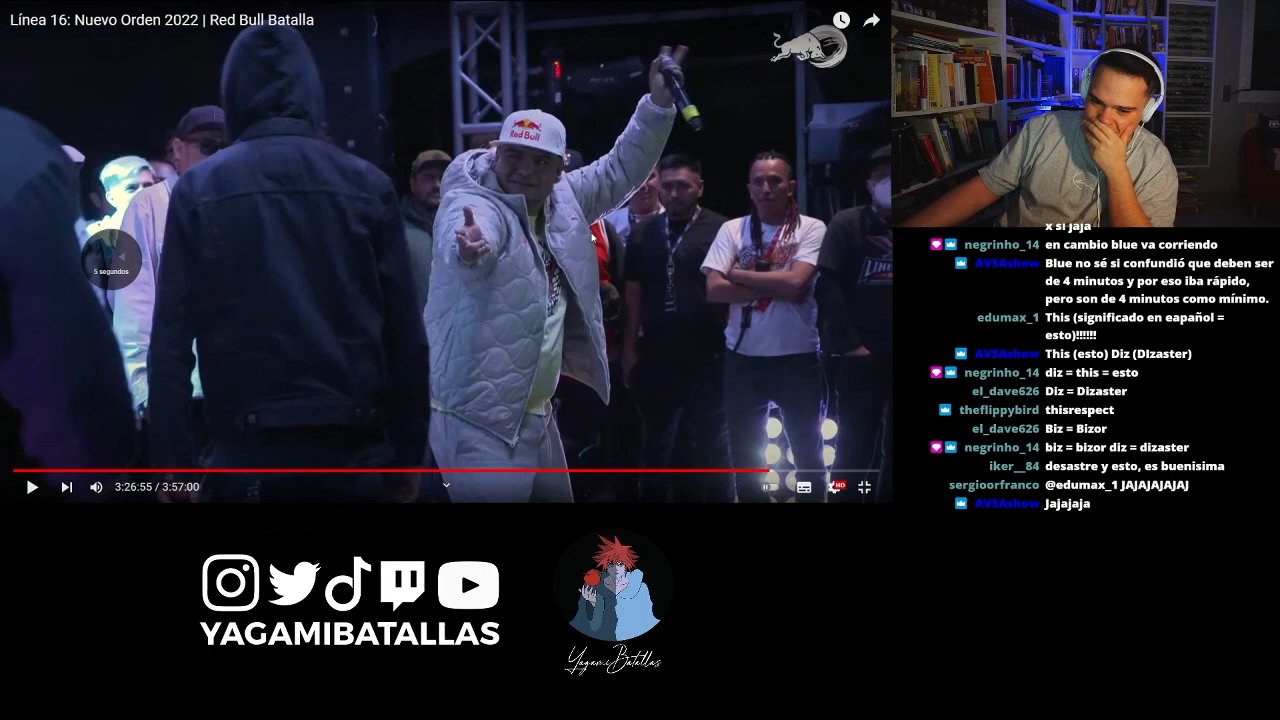 Línea 16: Nuevo Orden 2022 | Red Bull Batalla
Red Bull
5 segundos
3:26:55 / 3:57:00
HD
x si jaja
negrinho_14 en cambio blue va corriendo
AVSAshow Blue no sé si confundió que deben ser
de 4 minutos y por eso iba rápido,
pero son de 4 minutos como mínimo.
edumax_1 This (significado en eapañol =
esto)!!!!!!
AVSAshow This (esto) Diz (DIzaster)
negrinho_14 diz = this = esto
el_dave626 Diz = Dizaster
theflippybird thisrespect
el_dave626 Biz = Bizor
negrinho_14 biz = bizor diz = dizaster
iker__84 desastre y esto, es buenisima
sergioorfranco @edumax_1 JAJAJAJAJAJ
AVSAshow Jajajaja
YAGAMIBATALLAS
YagamiBatallas